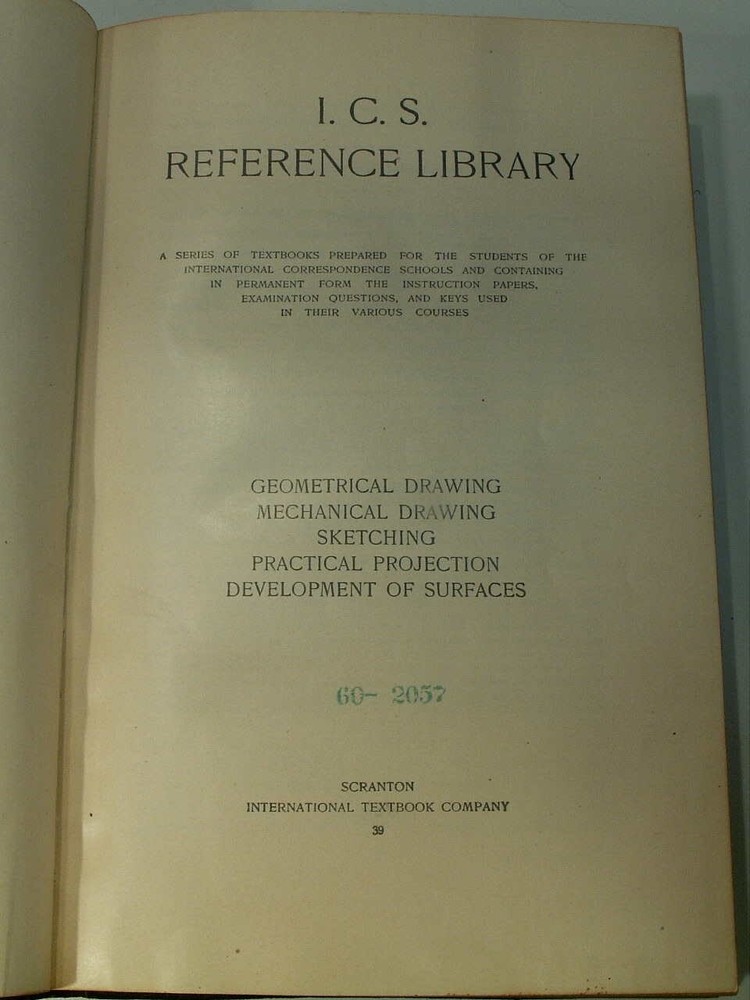 I. C. S.
REFERENCE LIBRARY
A SERIES OF TEXTBOOKS PREPARED FOR THE STUDENTS OF THE
INTERNATIONAL CORRESPONDENCE SCHOOLS AND CONTAINING
IN PERMANENT FORM THE INSTRUCTION PAPERS,
EXAMINATION QUESTIONS, AND KEYS USED
IN THEIR VARIOUS COURSES
GEOMETRICAL DRAWING
MECHANICAL DRAWING
SKETCHING
PRACTICAL PROJECTION
DEVELOPMENT OF SURFACES
60- 2057
SCRANTON
INTERNATIONAL TEXTBOOK COMPANY
39